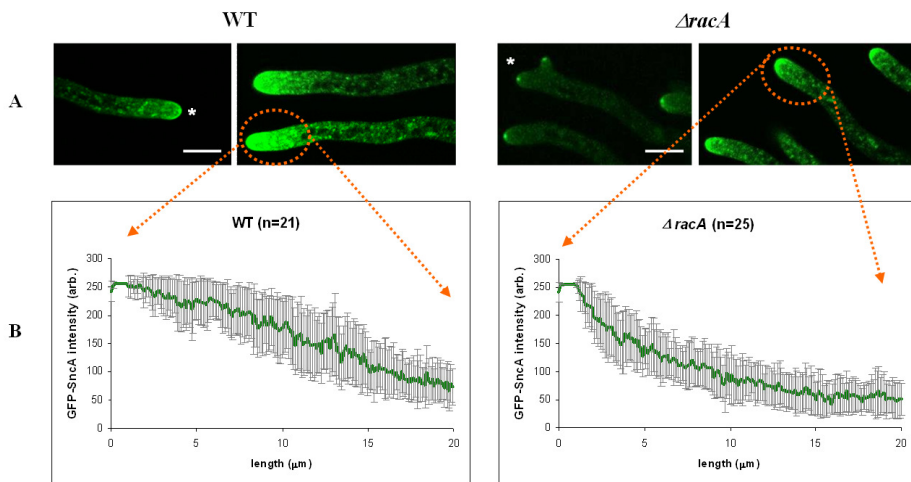 WT
ΔracA
A
*
*
B
WT (n=21)
GFP-SncA intensity (arb.)
300
250
200
150
100
50
0
0 5 10 15 20
length (μm)
ΔracA (n=25)
GFP-SncA intensity (arb.)
300
250
200
150
100
50
0
0 5 10 15 20
length (μm)